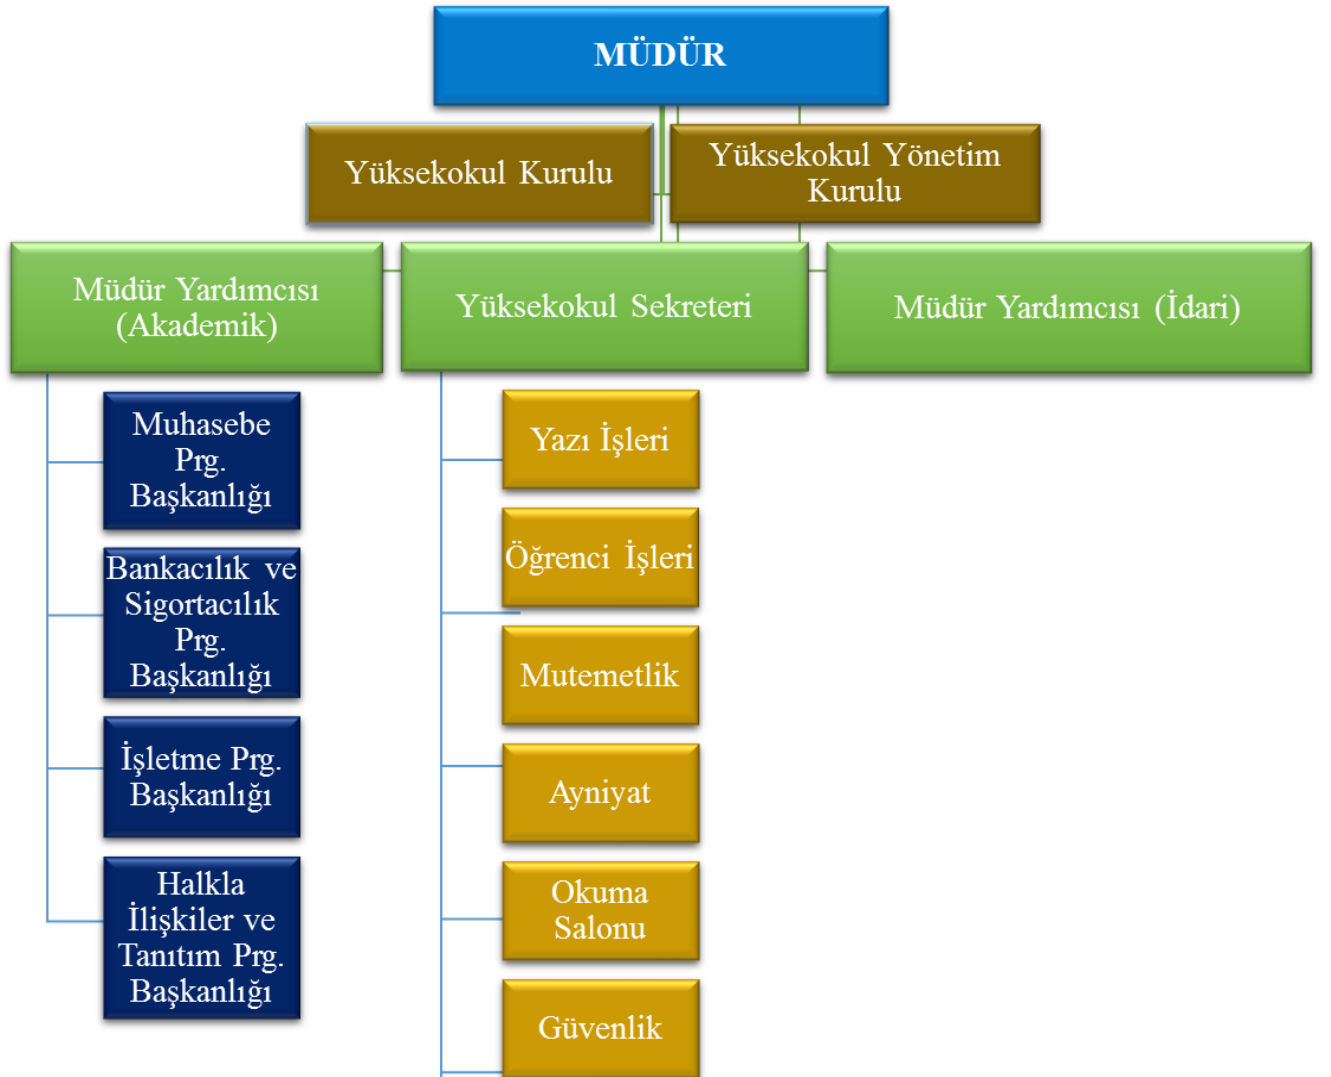 MÜDÜR
Yüksekokul Kurulu
Yüksekokul Yönetim
Kurulu
Müdür Yardımcısı
(Akademik)
Yüksekokul Sekreteri
Müdür Yardımcısı (İdari)
Muhasebe
Prg.
Başkanlığı
Bankacılık ve
Sigortacılık
Prg.
Başkanlığı
İşletme Prg.
Başkanlığı
Halkla
İlişkiler ve
Tanıtım Prg.
Başkanlığı
Yazı İşleri
Öğrenci İşleri
Mutemetlik
Ayniyat
Okuma
Salonu
Güvenlik